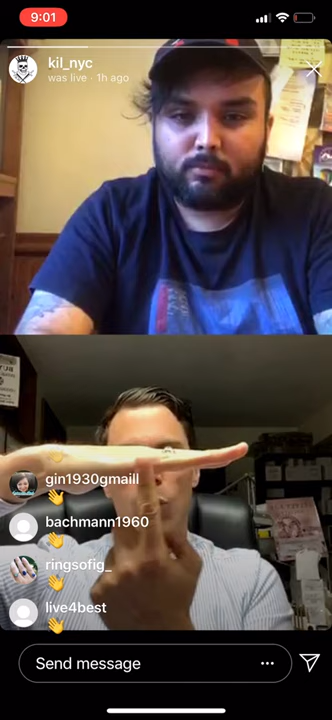 9:01
kil_nyc
was live · 1h ago
gin1930gmaill
👋
bachmann1960
👋
ringsofig_
👋
live4best
👋
Send message